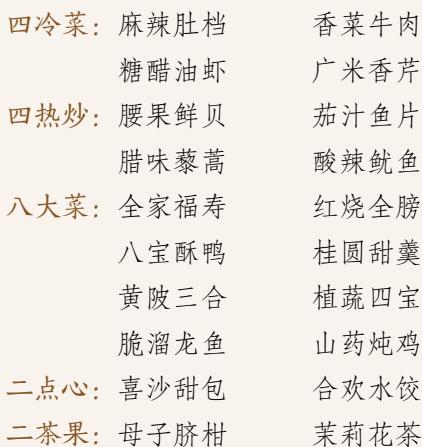 四冷菜：麻辣肚档 香菜牛肉
糖醋油虾 广米香芹
四热炒：腰果鲜贝 茄汁鱼片
腊味藜蒿 酸辣鱿鱼
八大菜：全家福寿 红烧全膀
八宝酥鸭 桂圆甜羹
黄陂三合 植蔬四宝
脆溜龙鱼 山药炖鸡
二点心：喜沙甜包 合欢水饺
二茶果：母子脐柑 茉莉花茶